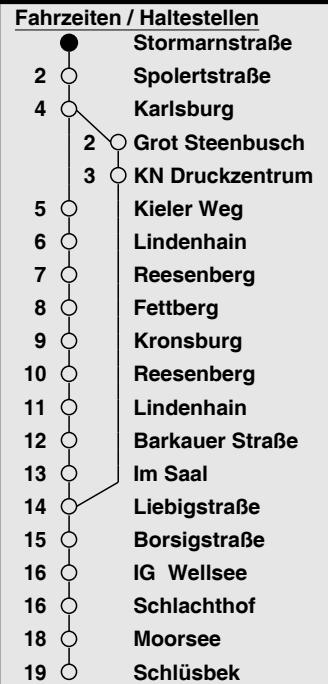 Fahrzeiten / Haltestellen
Stormarnstraße
2 Spolertstraße
4 Karlsburg
2 Grot Steenbusch
3 KN Druckzentrum
5 Kieler Weg
6 Lindenhain
7 Reesenberg
8 Fettberg
9 Kronsburg
10 Reesenberg
11 Lindenhain
12 Barkauer Straße
13 Im Saal
14 Liebigstraße
15 Borsigstraße
16 IG Wellsee
16 Schlachthof
18 Moorsee
19 Schlüsbek